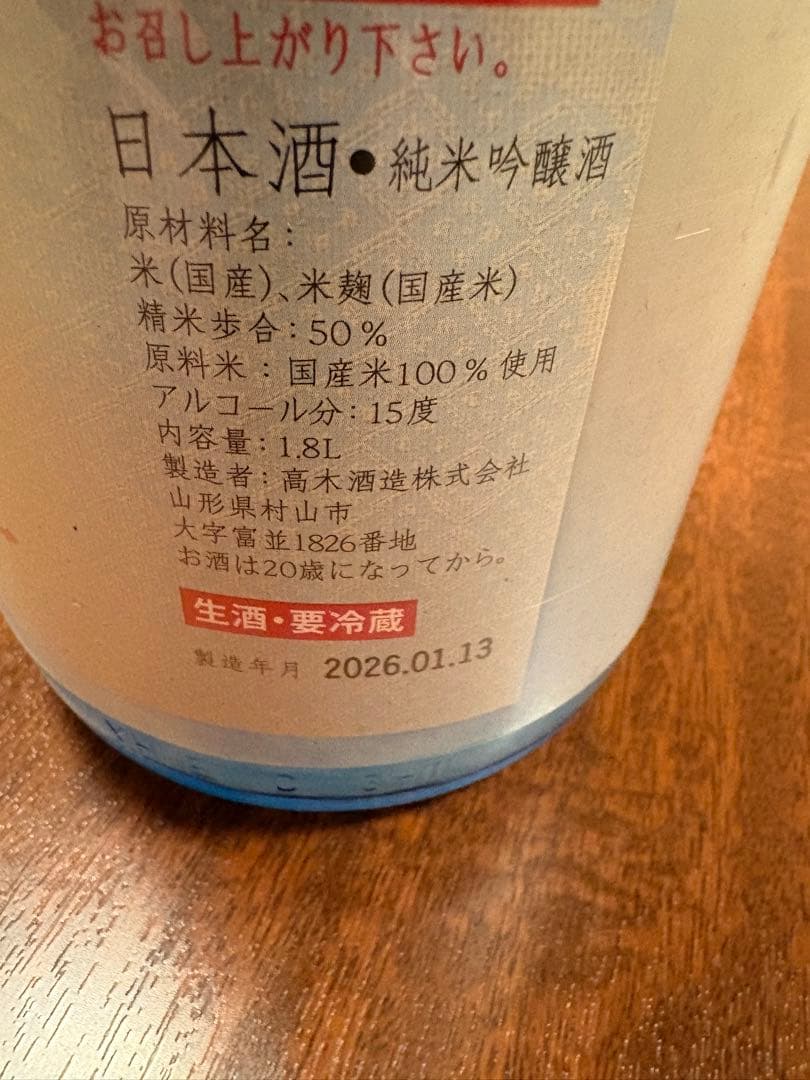 お召し上がり下さい。
日本酒●純米吟醸酒
原材料名：
米（国産）、米麹（国産米）
精米歩合：50％
原料米：国産米100％使用
アルコール分：15度
内容量：1.8L
製造者：高木酒造株式会社
山形県村山市
大字富並1826番地
お酒は20歳になってから。
生酒・要冷蔵
製造年月 2026.01.13